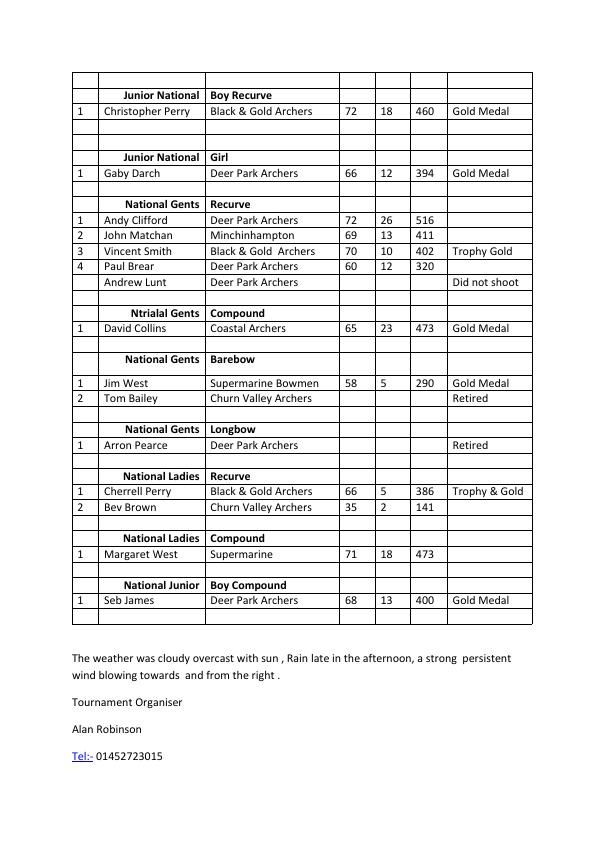 Junior National Boy Recurve
1 Christopher Perry Black & Gold Archers 72 18 460 Gold Medal
Junior National Girl
1 Gaby Darch Deer Park Archers 66 12 394 Gold Medal
National Gents Recurve
1 Andy Clifford Deer Park Archers 72 26 516
2 John Matchan Minchinhampton 69 13 411
3 Vincent Smith Black & Gold  Archers 70 10 402 Trophy Gold
4 Paul Brear Deer Park Archers 60 12 320
Andrew Lunt Deer Park Archers Did not shoot
Ntrialal Gents Compound
1 David Collins Coastal Archers 65 23 473 Gold Medal
National Gents Barebow
1 Jim West Supermarine Bowmen 58 5 290 Gold Medal
2 Tom Bailey Churn Valley Archers Retired
National Gents Longbow
1 Arron Pearce Deer Park Archers Retired
National Ladies Recurve
1 Cherrell Perry Black & Gold Archers 66 5 386 Trophy & Gold
2 Bev Brown Churn Valley Archers 35 2 141
National Ladies Compound
1 Margaret West Supermarine 71 18 473
National Junior Boy Compound
1 Seb James Deer Park Archers 68 13 400 Gold Medal
The weather was cloudy overcast with sun , Rain late in the afternoon, a strong  persistent
wind blowing towards  and from the right .
Tournament Organiser
Alan Robinson
Tel:- 01452723015